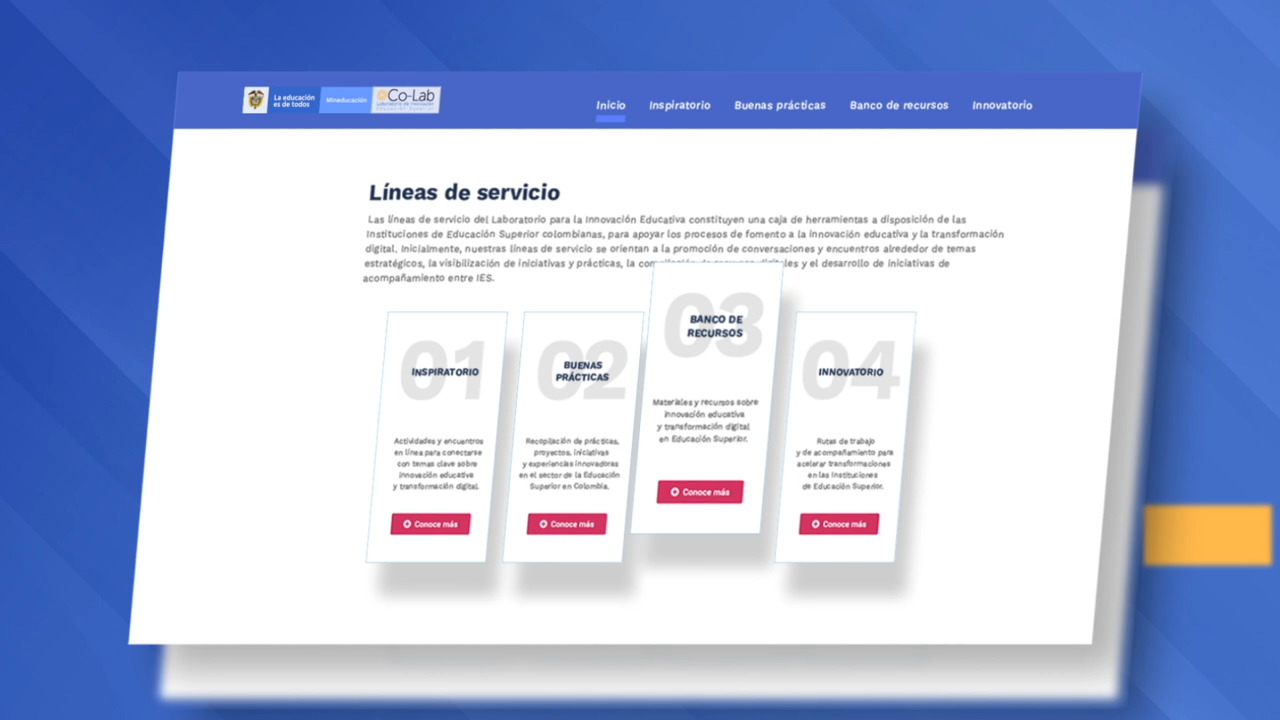 La educación
es de todos
Mineducación
Co-Lab
Inicio
Inspiratorio
Buenas prácticas
Banco de recursos
Innovatorio
Líneas de servicio
Las líneas de servicio del Laboratorio para la Innovación Educativa constituyen una caja de herramientas a disposición de las
Instituciones de Educación Superior colombianas, para apoyar los procesos de fomento a la innovación educativa y la transformación
digital. Inicialmente, nuestras líneas de servicio se orientan a la promoción de conversaciones y encuentros alrededor de temas
estratégicos, la visibilización de iniciativas y prácticas, la y el desarrollo de iniciativas de
acompañamiento entre IES.
01
INSPIRATORIO
Actividades y encuentros
en línea para conectarse
con temas clave sobre
innovación educativa
y transformación digital.
Conoce más
02
BUENAS
PRÁCTICAS
Recopilación de prácticas,
proyectos, iniciativas
y experiencias innovadoras
en el sector de la Educación
Superior en Colombia.
Conoce más
03
BANCO DE
RECURSOS
Materiales y recursos sobre
innovación educativa
y transformación digital
en Educación Superior.
Conoce más
04
INNOVATORIO
Rutas de trabajo
y de acompañamiento para
acelerar transformaciones
en las Instituciones
de Educación Superior.
Conoce más